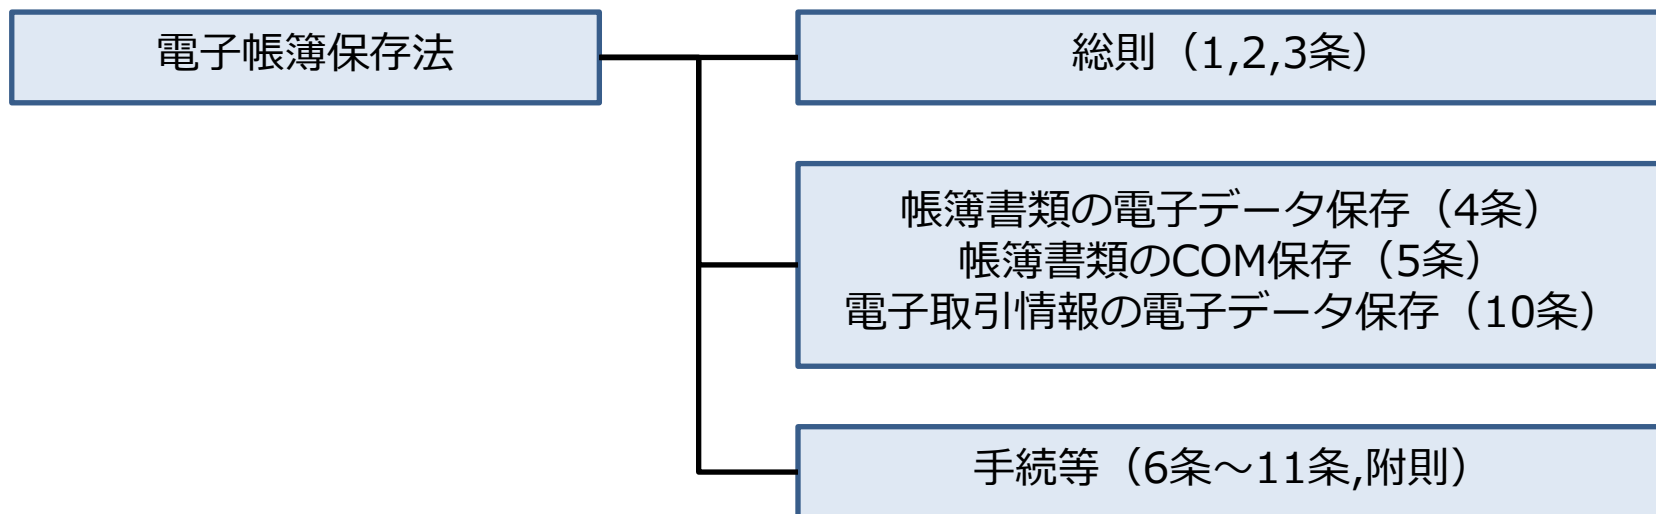 電子帳簿保存法
総則（1,2,3条）
帳簿書類の電子データ保存（4条）
帳簿書類のCOM保存（5条）
電子取引情報の電子データ保存（10条）
手続等（6条～11条,附則）